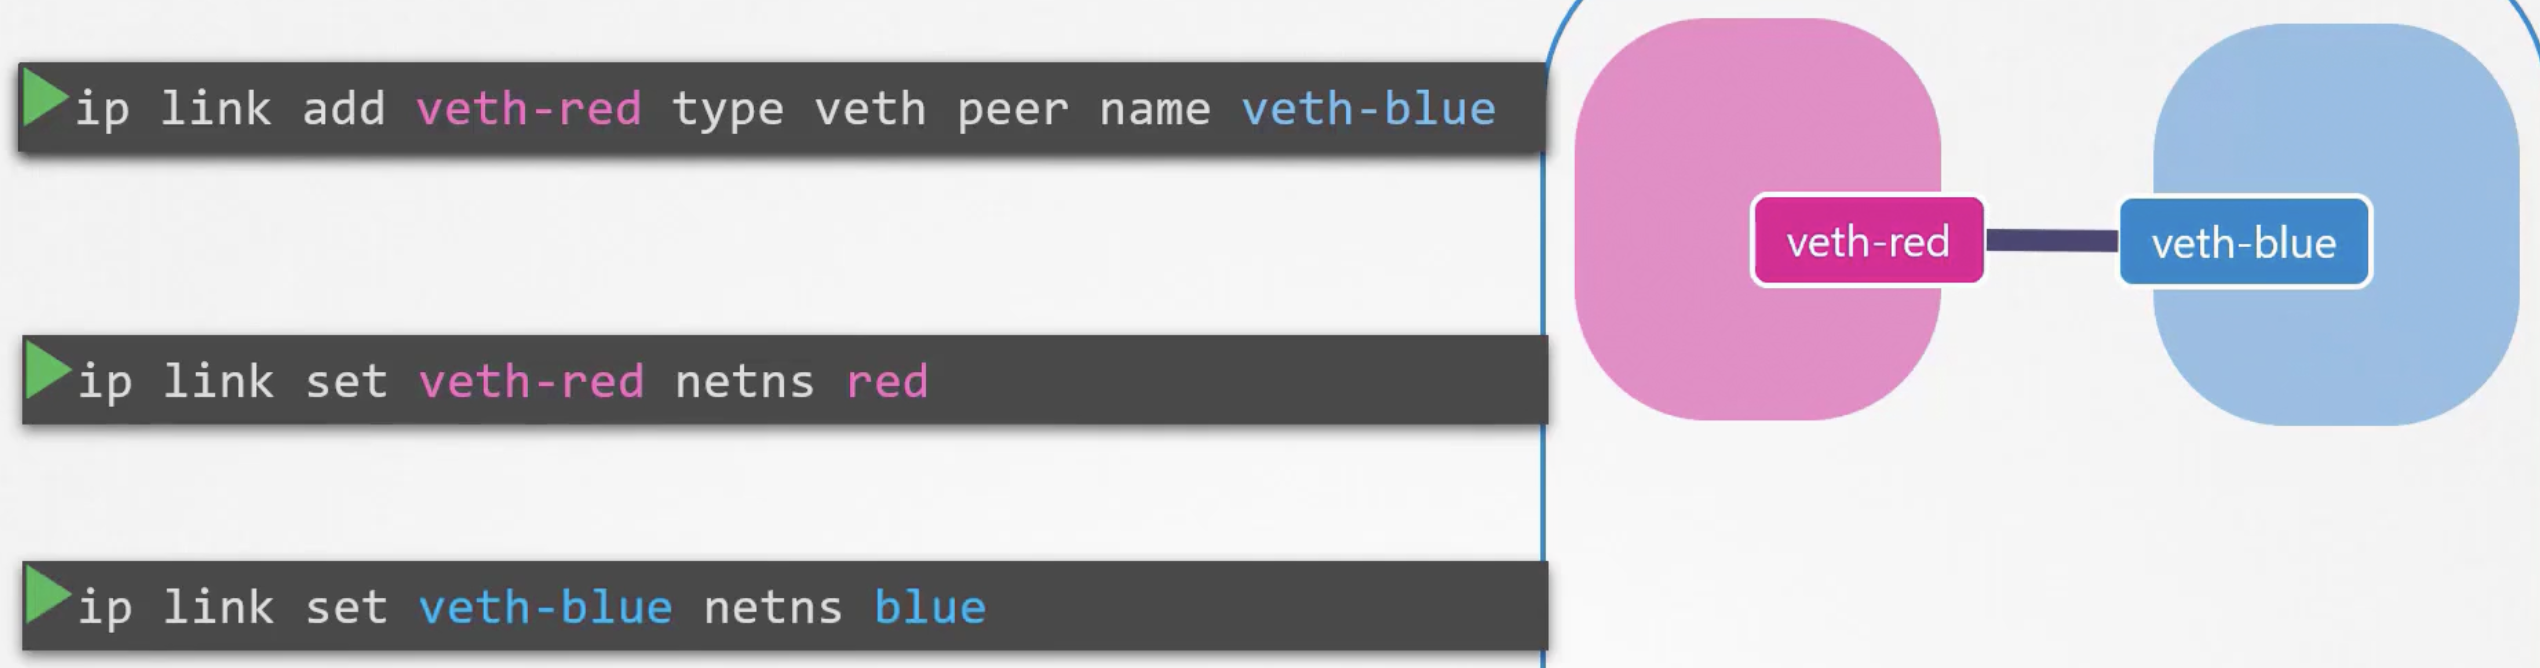 ip link add veth-red type veth peer name veth-blue
veth-red
veth-blue
ip link set veth-red netns red
ip link set veth-blue netns blue